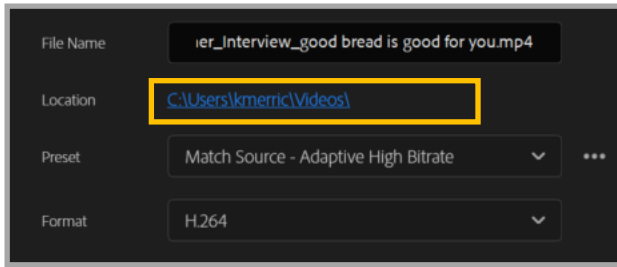 File Name
ıer_Interview_good bread is good for you.mp4
Location
C:\Users\kmerric\Videos\
Preset
Match Source - Adaptive High Bitrate
Format
H.264